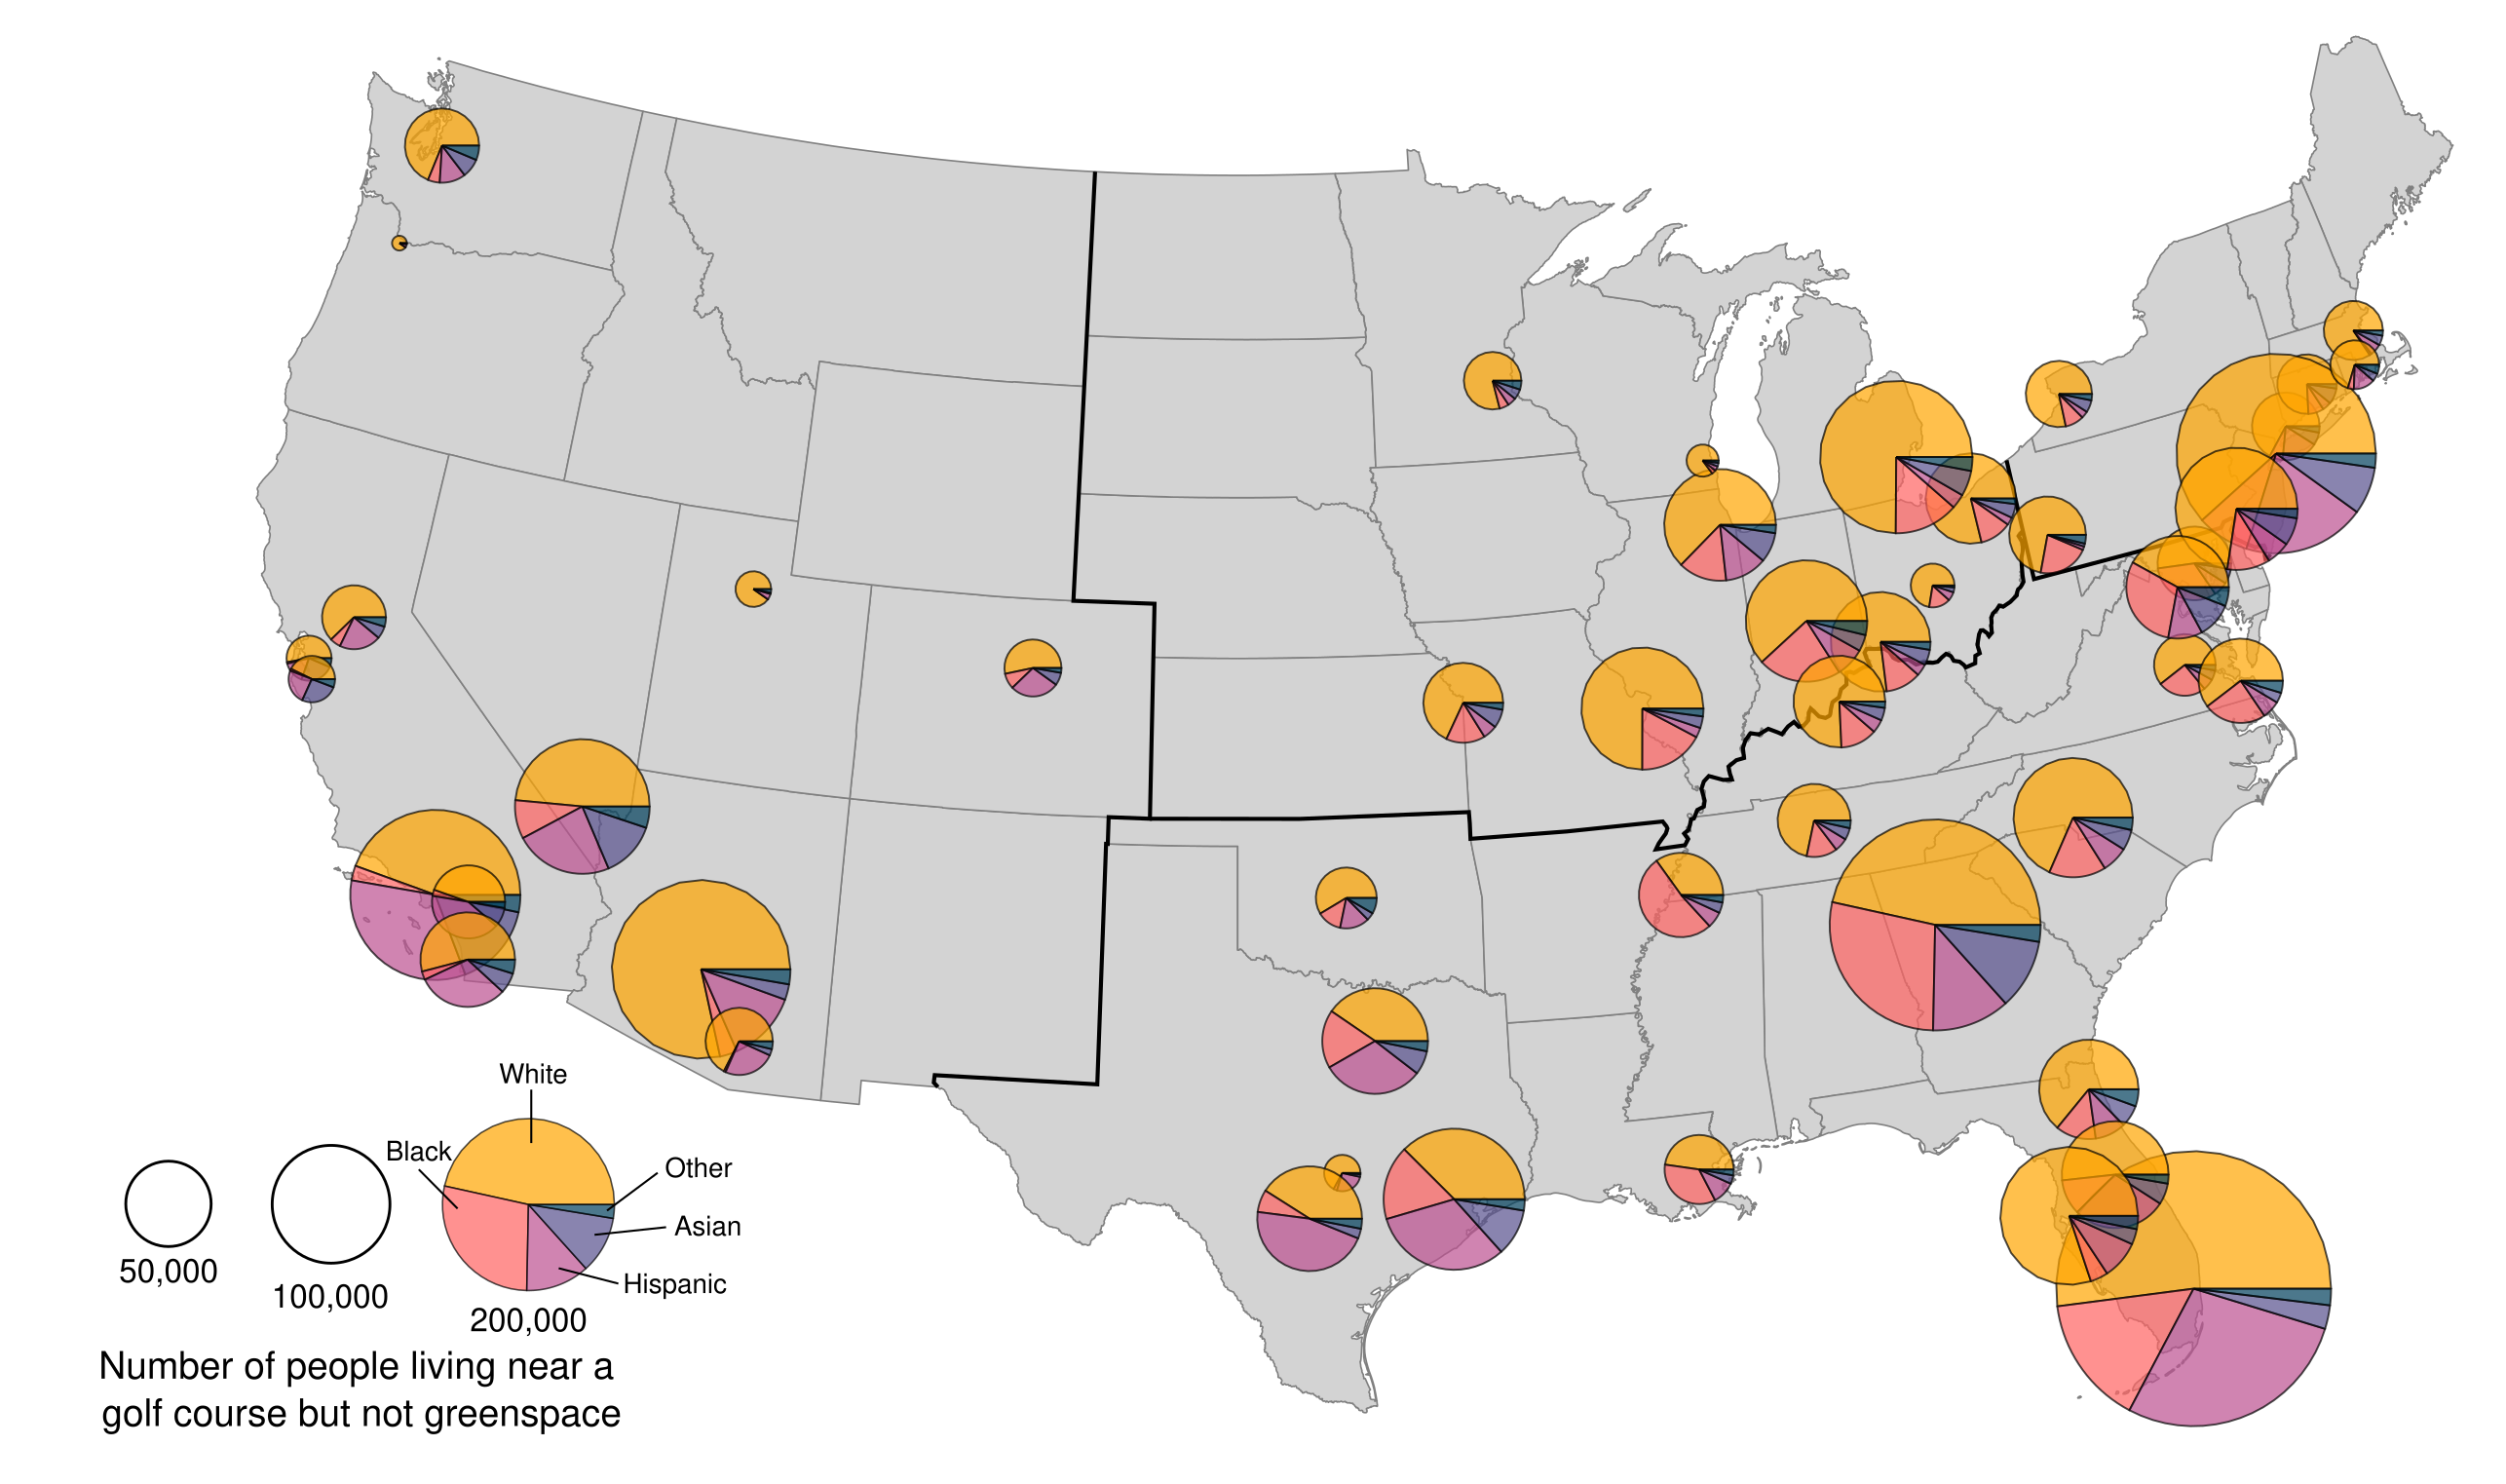 White
Black
Other
Asian
Hispanic
50,000
100,000
200,000
Number of people living near a
golf course but not greenspace